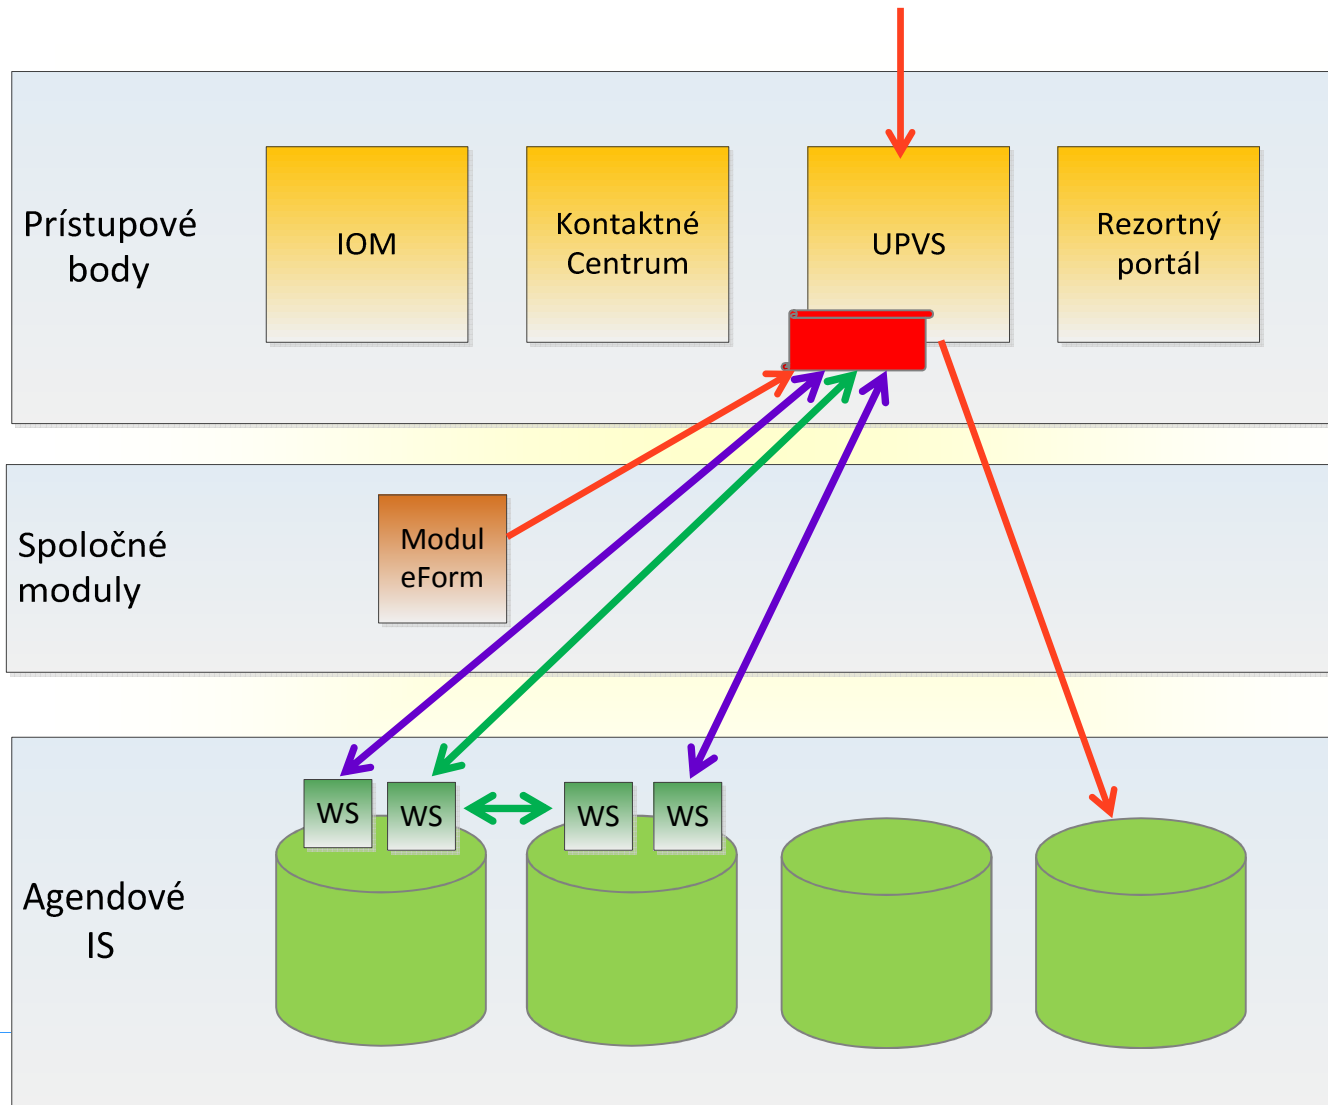 Prístupové
body
IOM
Kontaktné
Centrum
UPVS
Rezortný
portál
Spoločné
moduly
Modul
eForm
WS
WS
WS
WS
Agendové
IS